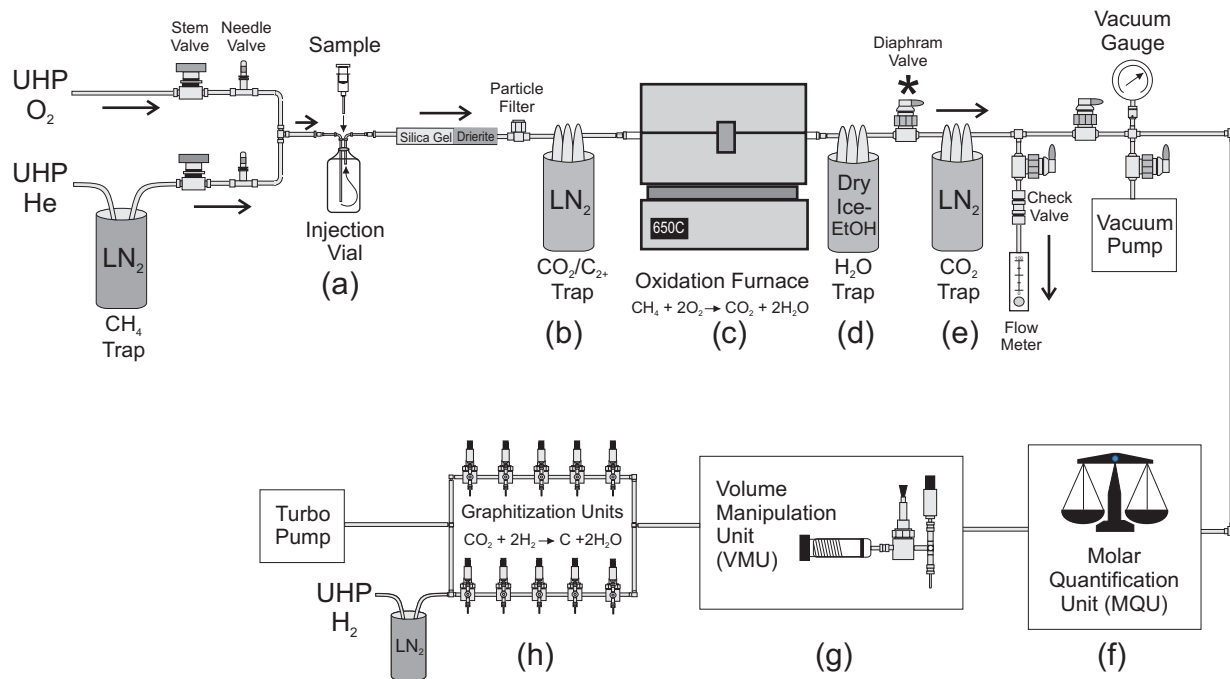 UHP
O₂
Stem
Valve
Needle
Valve
Sample
UHP
He
LN₂
CH₄
Trap
Injection
Vial
(a)
Silica Gel
Drierite
Particle
Filter
LN₂
CO₂/C₂₊
Trap
(b)
650C
Oxidation Furnace
CH₄ + 2O₂→ CO₂ + 2H₂O
(c)
Dry
Ice-
EtOH
H₂O
Trap
(d)
Diaphram
Valve
*
LN₂
CO₂
Trap
(e)
Check
Valve
Flow
Meter
Vacuum
Gauge
Vacuum
Pump
Turbo
Pump
UHP
H₂
LN₂
Graphitization Units
CO₂ + 2H₂→ C +2H₂O
(h)
Volume
Manipulation
Unit
(VMU)
(g)
Molar
Quantification
Unit (MQU)
(f)